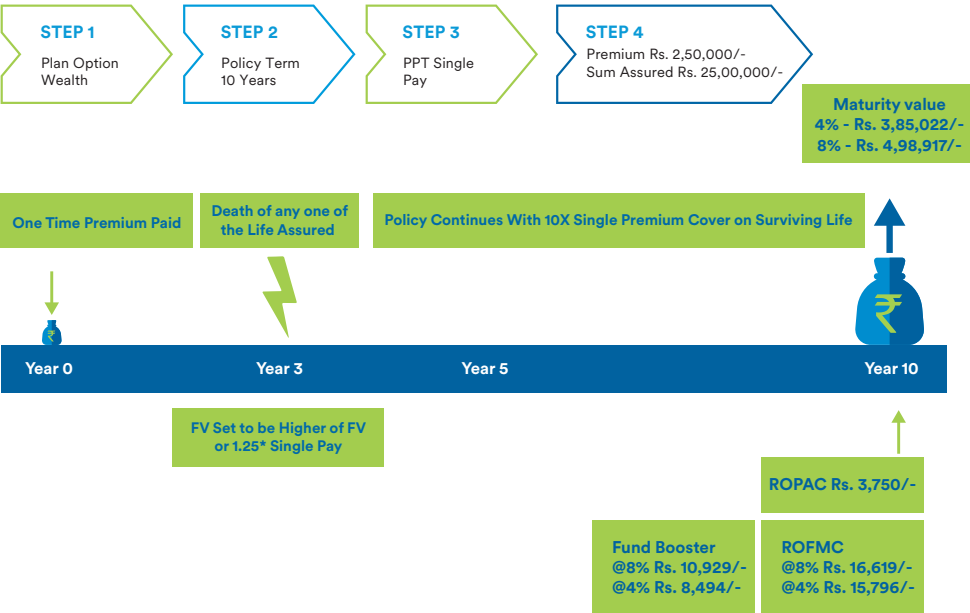 STEP 1
Plan Option
Wealth
STEP 2
Policy Term
10 Years
STEP 3
PPT Single
Pay
STEP 4
Premium Rs. 2,50,000/-
Sum Assured Rs. 25,00,000/-
Maturity value
4% - Rs. 3,85,022/-
8% - Rs. 4,98,917/-
One Time Premium Paid
Death of any one of
the Life Assured
Policy Continues With 10X Single Premium Cover on Surviving Life
₹
₹
Year 0
Year 3
Year 5
Year 10
FV Set to be Higher of FV
or 1.25* Single Pay
ROPAC Rs. 3,750/-
Fund Booster
@8% Rs. 10,929/-
@4% Rs. 8,494/-
ROFMC
@8% Rs. 16,619/-
@4% Rs. 15,796/-